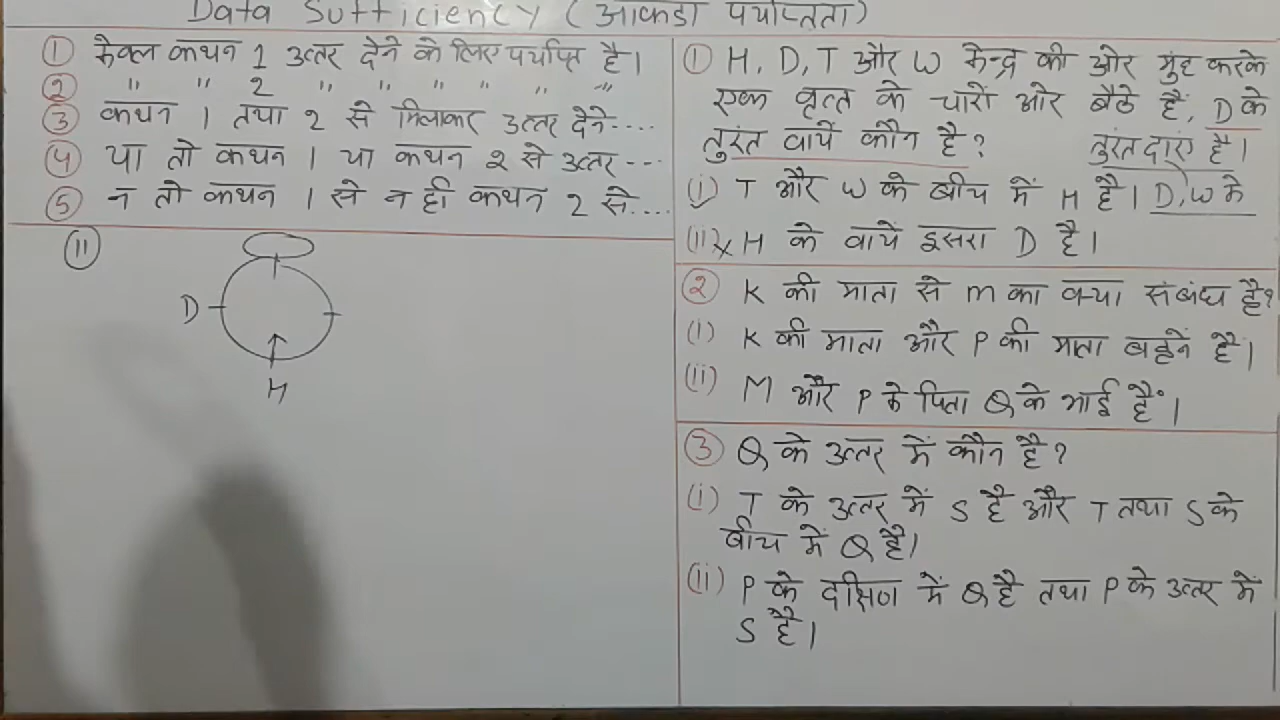 Data Sufficiency (आकडा पर्याप्तता)
① केवल कथन 1 उत्तर देने के लिए पर्याप्त है।
② " " 2 " " " " " "
③ कथन 1 तथा 2 से मिलाकर उत्तर देने....
④ या तो कथन 1 या कथन 2 से उत्तर---
⑤ न तो कथन 1 से न ही कथन 2 से....
(11)
D
H
① H, D, T और W केन्द्र की ओर मुंह करके
एक वृत्त के चारों ओर बैठे हैं, D के
तुरंत वायें कौन है? तुरंत दाएं है।
(i) T और W के बीच में H है। D, W के
(ii) x H के वायें दूसरा D है।
② K की माता से m का क्या संबंध है?
(i) K की माता और P की माता बहनें हैं।
(ii) M और P के पिता Q के भाई हैं।
③ Q के उत्तर में कौन है?
(i) T के उत्तर में S है और T तथा S के
बीच में Q है।
(ii) P के दक्षिण में Q है तथा P के उत्तर में
S है।